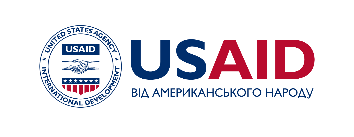 UNITED STATES AGENCY
USAID
INTERNATIONAL DEVELOPMENT
USAID
ВІД АМЕРИКАНСЬКОГО НАРОДУ